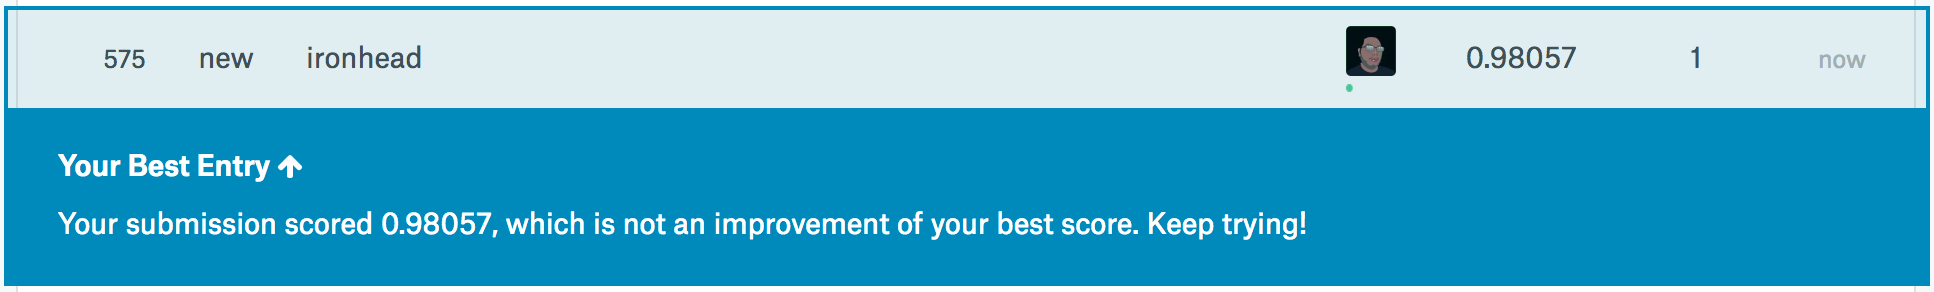 575 new ironhead 0.98057 1 now
Your Best Entry
Your submission scored 0.98057, which is not an improvement of your best score. Keep trying!